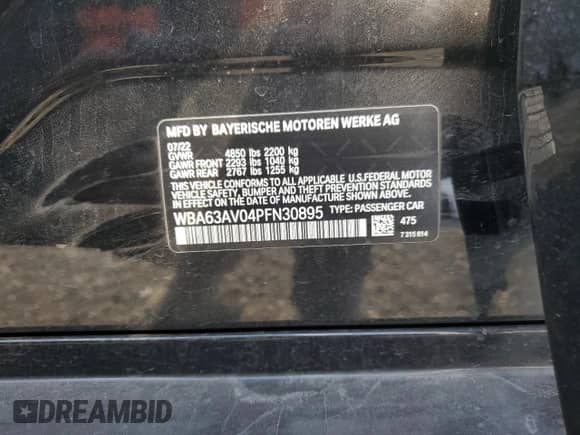 MFD BY BAYERISCHE MOTOREN WERKE AG
07/22
GVWR 4850 lbs 2200 kg
GAWR FRONT 2293 lbs 1040 kg
GAWR REAR 2767 lbs 1255 kg
THIS VEHICLE CONFORMS TO ALL APPLICABLE U.S.FEDERAL MOTOR
VEHICLE SAFETY, BUMPER, AND THEFT PREVENTION STANDARDS
IN EFFECT ON THE DATE OF MANUFACTURE SHOWN ABOVE.
WBA63AV04PFN30895 TYPE: PASSENGER CAR
475
7 315 814
DREAMBID